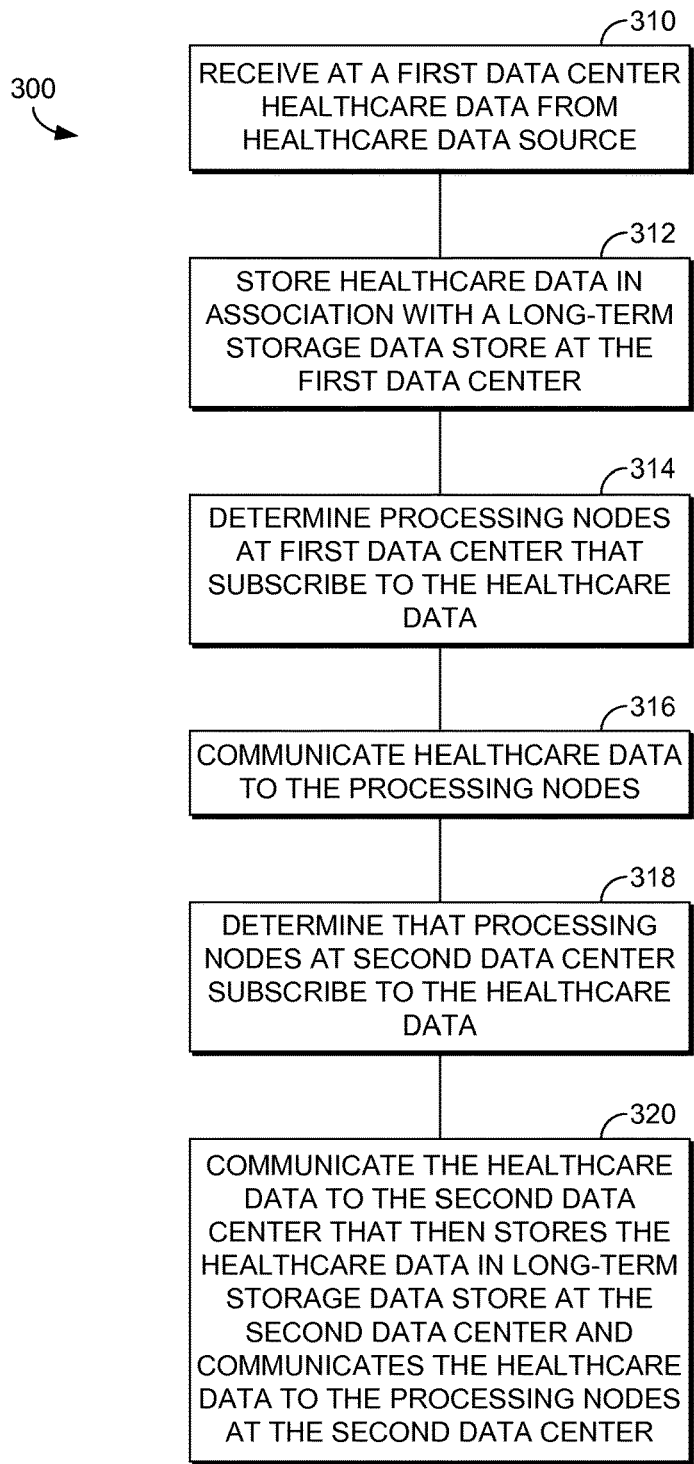 310
300
RECEIVE AT A FIRST DATA CENTER
HEALTHCARE DATA FROM
HEALTHCARE DATA SOURCE
312
STORE HEALTHCARE DATA IN
ASSOCIATION WITH A LONG-TERM
STORAGE DATA STORE AT THE
FIRST DATA CENTER
314
DETERMINE PROCESSING NODES
AT FIRST DATA CENTER THAT
SUBSCRIBE TO THE HEALTHCARE
DATA
316
COMMUNICATE HEALTHCARE DATA
TO THE PROCESSING NODES
318
DETERMINE THAT PROCESSING
NODES AT SECOND DATA CENTER
SUBSCRIBE TO THE HEALTHCARE
DATA
320
COMMUNICATE THE HEALTHCARE
DATA TO THE SECOND DATA
CENTER THAT THEN STORES THE
HEALTHCARE DATA IN LONG-TERM
STORAGE DATA STORE AT THE
SECOND DATA CENTER AND
COMMUNICATES THE HEALTHCARE
DATA TO THE PROCESSING NODES
AT THE SECOND DATA CENTER